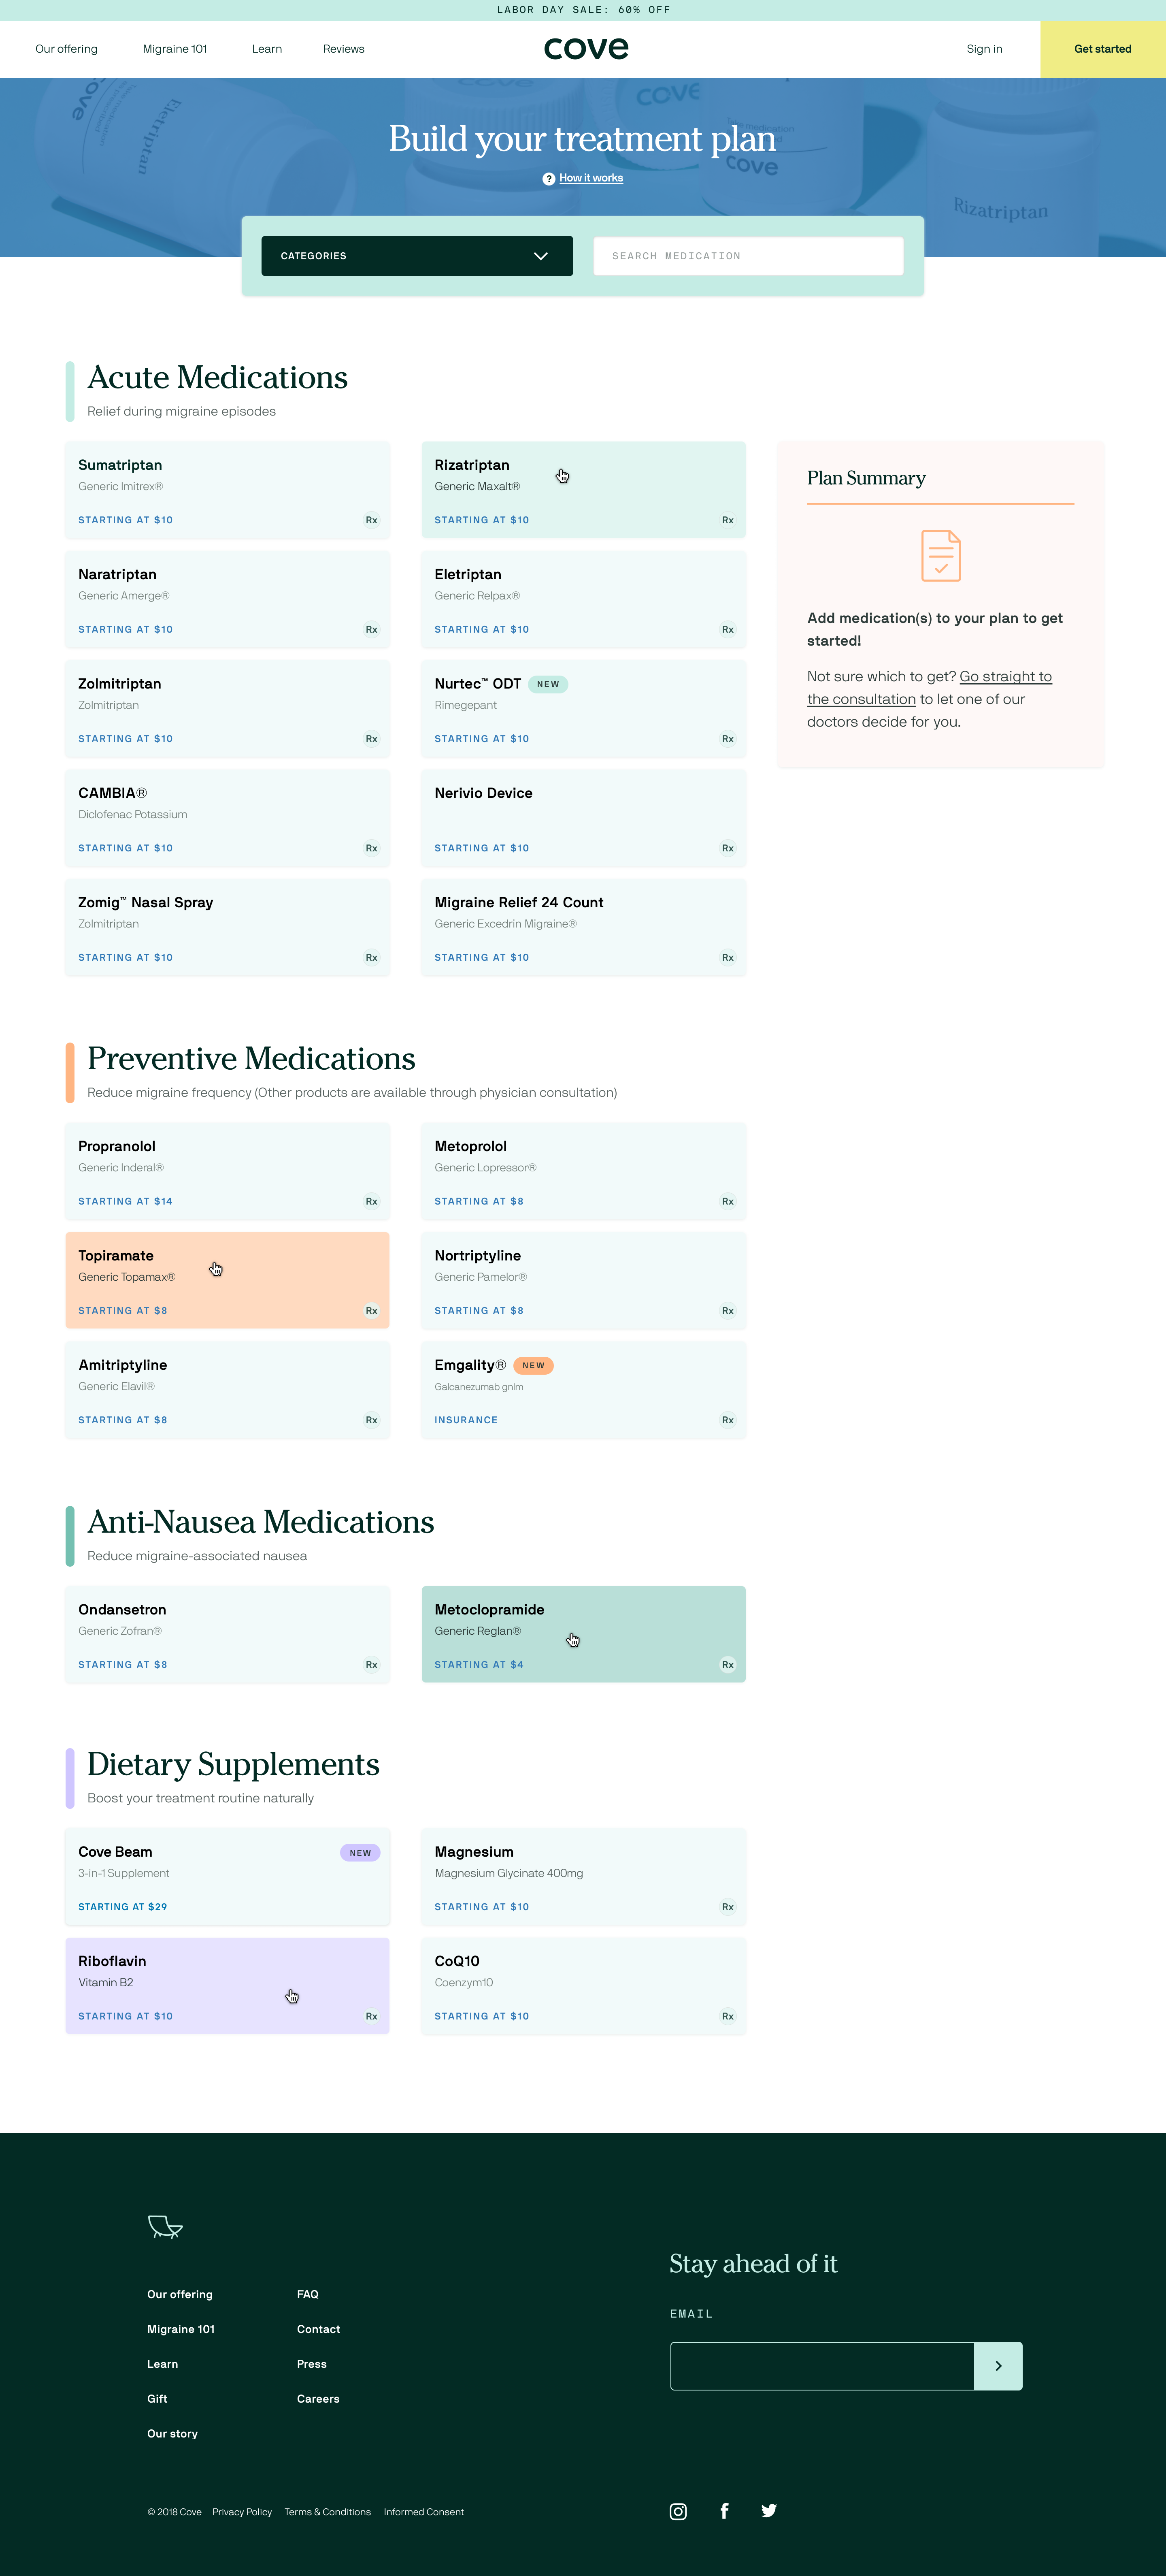 LABOR DAY SALE: 60% OFF
Our offering
Migraine 101
Learn
Reviews
cove
Sign in
Get started
cove
Eletriptan
cove
cove
Rizatriptan
Build your treatment plan
? How it works
CATEGORIES
SEARCH MEDICATION
Acute Medications
Relief during migraine episodes
Sumatriptan
Generic Imitrex®
STARTING AT $10
Rx
Rizatriptan
Generic Maxalt®
STARTING AT $10
Rx
Naratriptan
Generic Amerge®
STARTING AT $10
Rx
Eletriptan
Generic Relpax®
STARTING AT $10
Rx
Zolmitriptan
Zolmitriptan
STARTING AT $10
Rx
Nurtec™ ODT NEW
Rimegepant
STARTING AT $10
Rx
CAMBIA®
Diclofenac Potassium
STARTING AT $10
Rx
Nerivio Device
STARTING AT $10
Rx
Zomig™ Nasal Spray
Zolmitriptan
STARTING AT $10
Rx
Migraine Relief 24 Count
Generic Excedrin Migraine®
STARTING AT $10
Rx
Plan Summary
Add medication(s) to your plan to get
started!
Not sure which to get? Go straight to
the consultation to let one of our
doctors decide for you.
Preventive Medications
Reduce migraine frequency (Other products are available through physician consultation)
Propranolol
Generic Inderal®
STARTING AT $14
Rx
Metoprolol
Generic Lopressor®
STARTING AT $8
Rx
Topiramate
Generic Topamax®
STARTING AT $8
Rx
Nortriptyline
Generic Pamelor®
STARTING AT $8
Rx
Amitriptyline
Generic Elavil®
STARTING AT $8
Rx
Emgality® NEW
Galcanezumab gnlm
INSURANCE
Rx
Anti-Nausea Medications
Reduce migraine-associated nausea
Ondansetron
Generic Zofran®
STARTING AT $8
Rx
Metoclopramide
Generic Reglan®
STARTING AT $4
Rx
Dietary Supplements
Boost your treatment routine naturally
Cove Beam
NEW
3-in-1 Supplement
STARTING AT $29
Magnesium
Magnesium Glycinate 400mg
STARTING AT $10
Rx
Riboflavin
Vitamin B2
STARTING AT $10
Rx
CoQ10
Coenzym10
STARTING AT $10
Rx
Our offering
Migraine 101
Learn
Gift
Our story
FAQ
Contact
Press
Careers
Stay ahead of it
EMAIL
© 2018 Cove
Privacy Policy
Terms & Conditions
Informed Consent